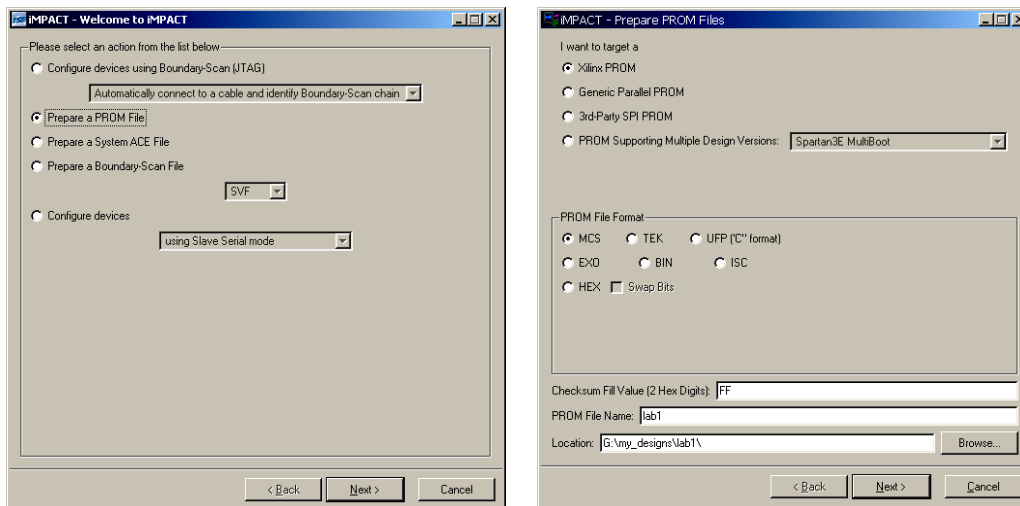 iMPACT - Welcome to iMPACT
Please select an action from the list below
Configure devices using Boundary-Scan (JTAG)
Automatically connect to a cable and identify Boundary-Scan chain
Prepare a PROM File
Prepare a System ACE File
Prepare a Boundary-Scan File
SVF
Configure devices
using Slave Serial mode
< Back Next > Cancel
iMPACT - Prepare PROM Files
I want to target a
Xilinx PROM
Generic Parallel PROM
3rd-Party SPI PROM
PROM Supporting Multiple Design Versions: Spartan3E MultiBoot
PROM File Format
MCS TEK UFP ("C" format)
EXO BIN ISC
HEX Swap Bits
Checksum Fill Value (2 Hex Digits): FF
PROM File Name: lab1
Location: G:\my_designs\lab1\ Browse...
< Back Next > Cancel